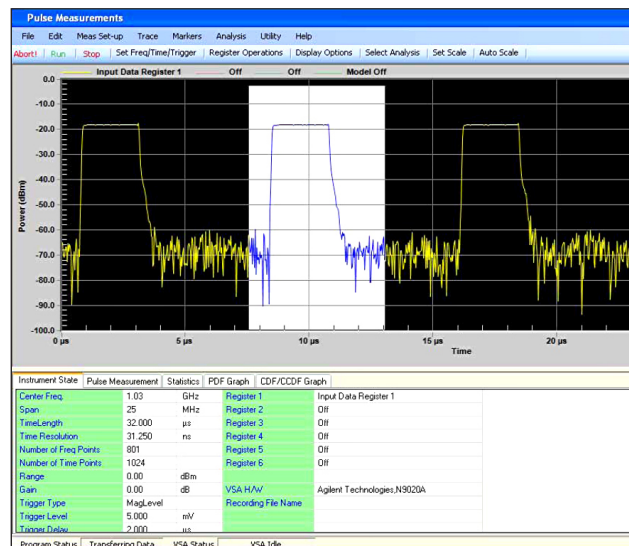 Pulse Measurements
File Edit Meas Set-up Trace Markers Analysis Utility Help
Abort! Run Stop Set Freq/Time/Trigger Register Operations Display Options Select Analysis Set Scale Auto Scale
Input Data Register 1 Off Off Model Off
0.0
-10.0
-20.0
-30.0
-40.0
-50.0
-60.0
-70.0
-80.0
-90.0
-100.0
Power (dBm)
0 µs 5 µs 10 µs 15 µs 20 µs
Time
Instrument State Pulse Measurement Statistics PDF Graph CDF/CCDF Graph
Center Freq. 1.03 GHz Register 1 Input Data Register 1
Span 25 MHz Register 2 Off
TimeLength 32.000 µs Register 3 Off
Time Resolution 31.250 ns Register 4 Off
Number of Freq Points 801 Register 5 Off
Number of Time Points 1024 Register 6 Off
Range 0.00 dBm
Gain 0.00 dB VSA H/W Agilent Technologies,N9020A
Trigger Type MagLevel Recording File Name
Trigger Level 5.000 mV
Trigger Delay 2.000 us
Program Status Transferring Data VSA Status VSA Idle